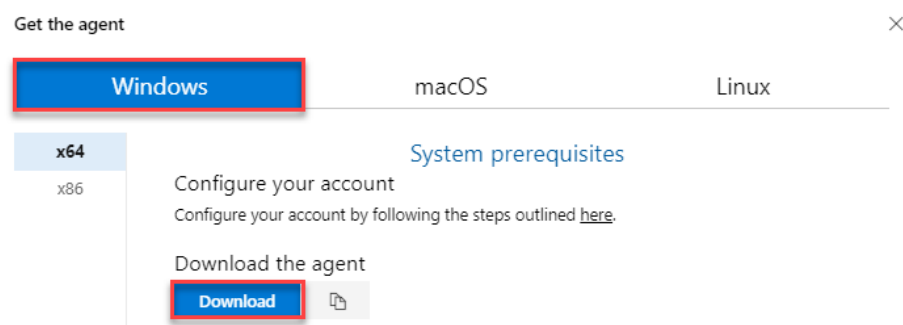 Get the agent
Windows
macOS
Linux
x64
x86
System prerequisites
Configure your account
Configure your account by following the steps outlined here.
Download the agent
Download